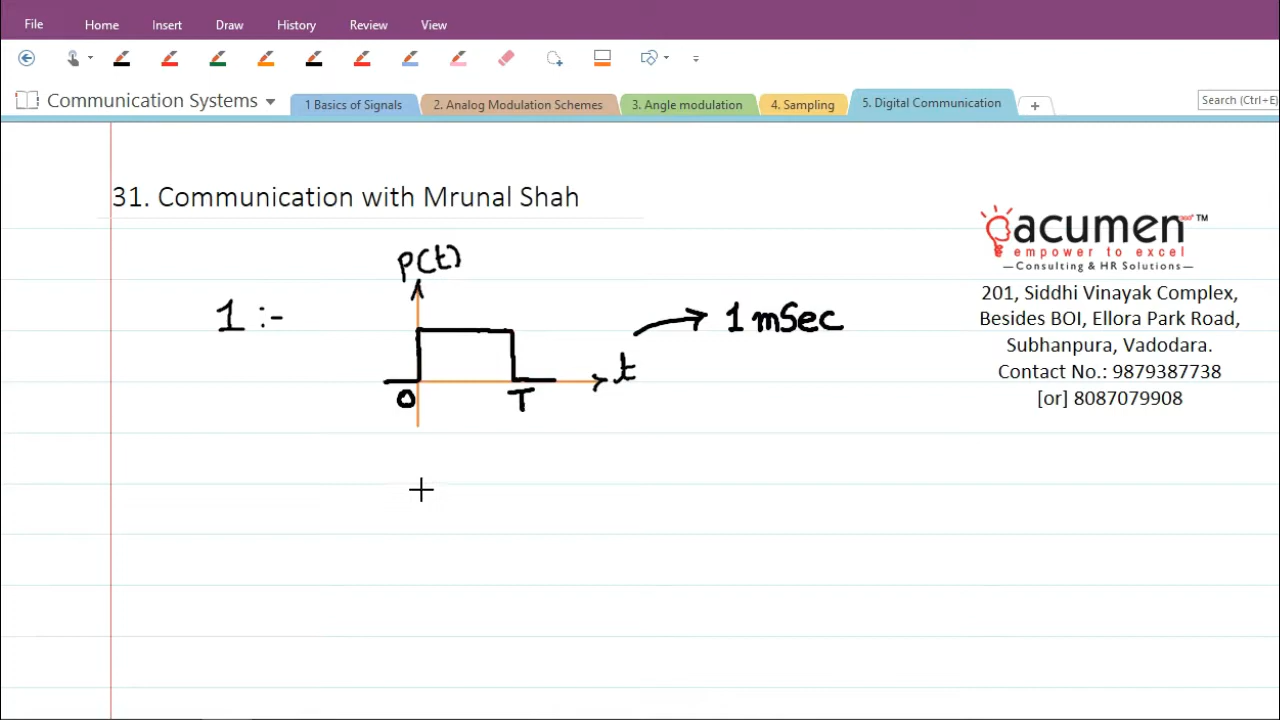 File Home Insert Draw History Review View
Communication Systems 1 Basics of Signals 2. Analog Modulation Schemes 3. Angle modulation 4. Sampling 5. Digital Communication + Search (Ctrl+E)
31. Communication with Mrunal Shah
acumen ™
empower to excel
Consulting & HR Solutions
201, Siddhi Vinayak Complex,
Besides BOI, Ellora Park Road,
Subhanpura, Vadodara.
Contact No.: 9879387738
[or] 8087079908
P(t)
1 :-
1 mSec
t
0 T